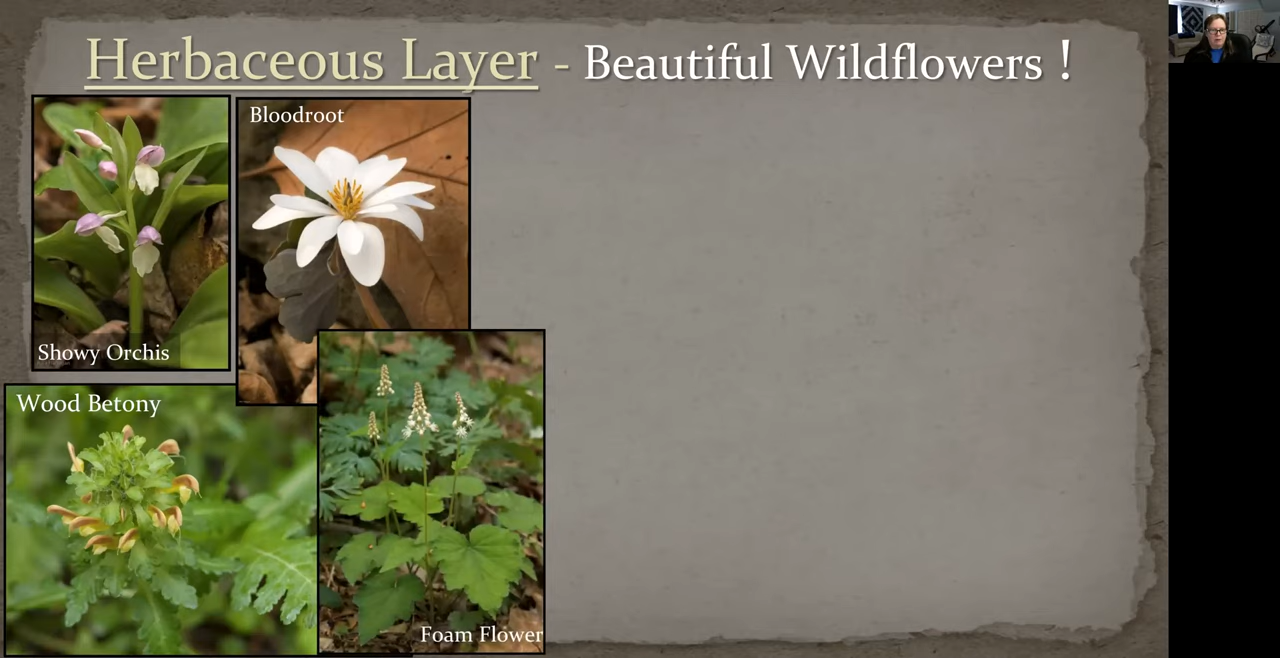 Herbaceous Layer - Beautiful Wildflowers !
Bloodroot
Showy Orchis
Wood Betony
Foam Flower